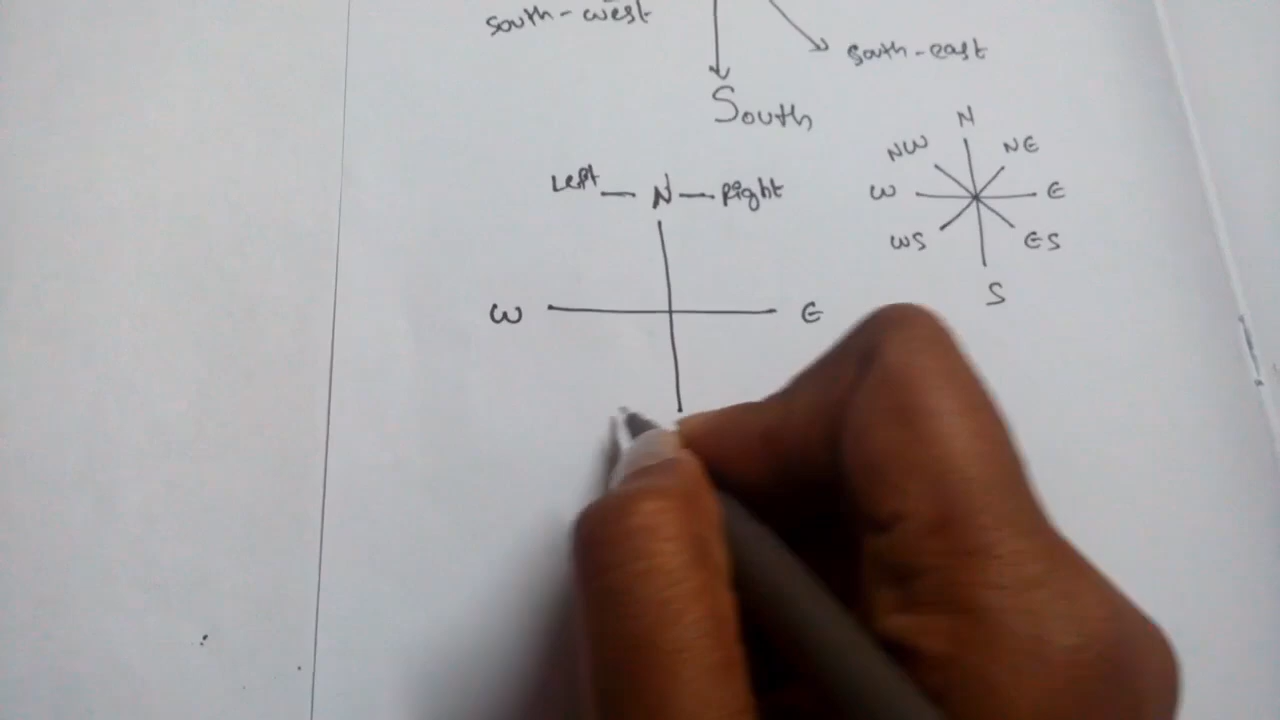 south-west
south-east
South
N
NW NE
W E
WS ES
S
Left — N — Right
W E